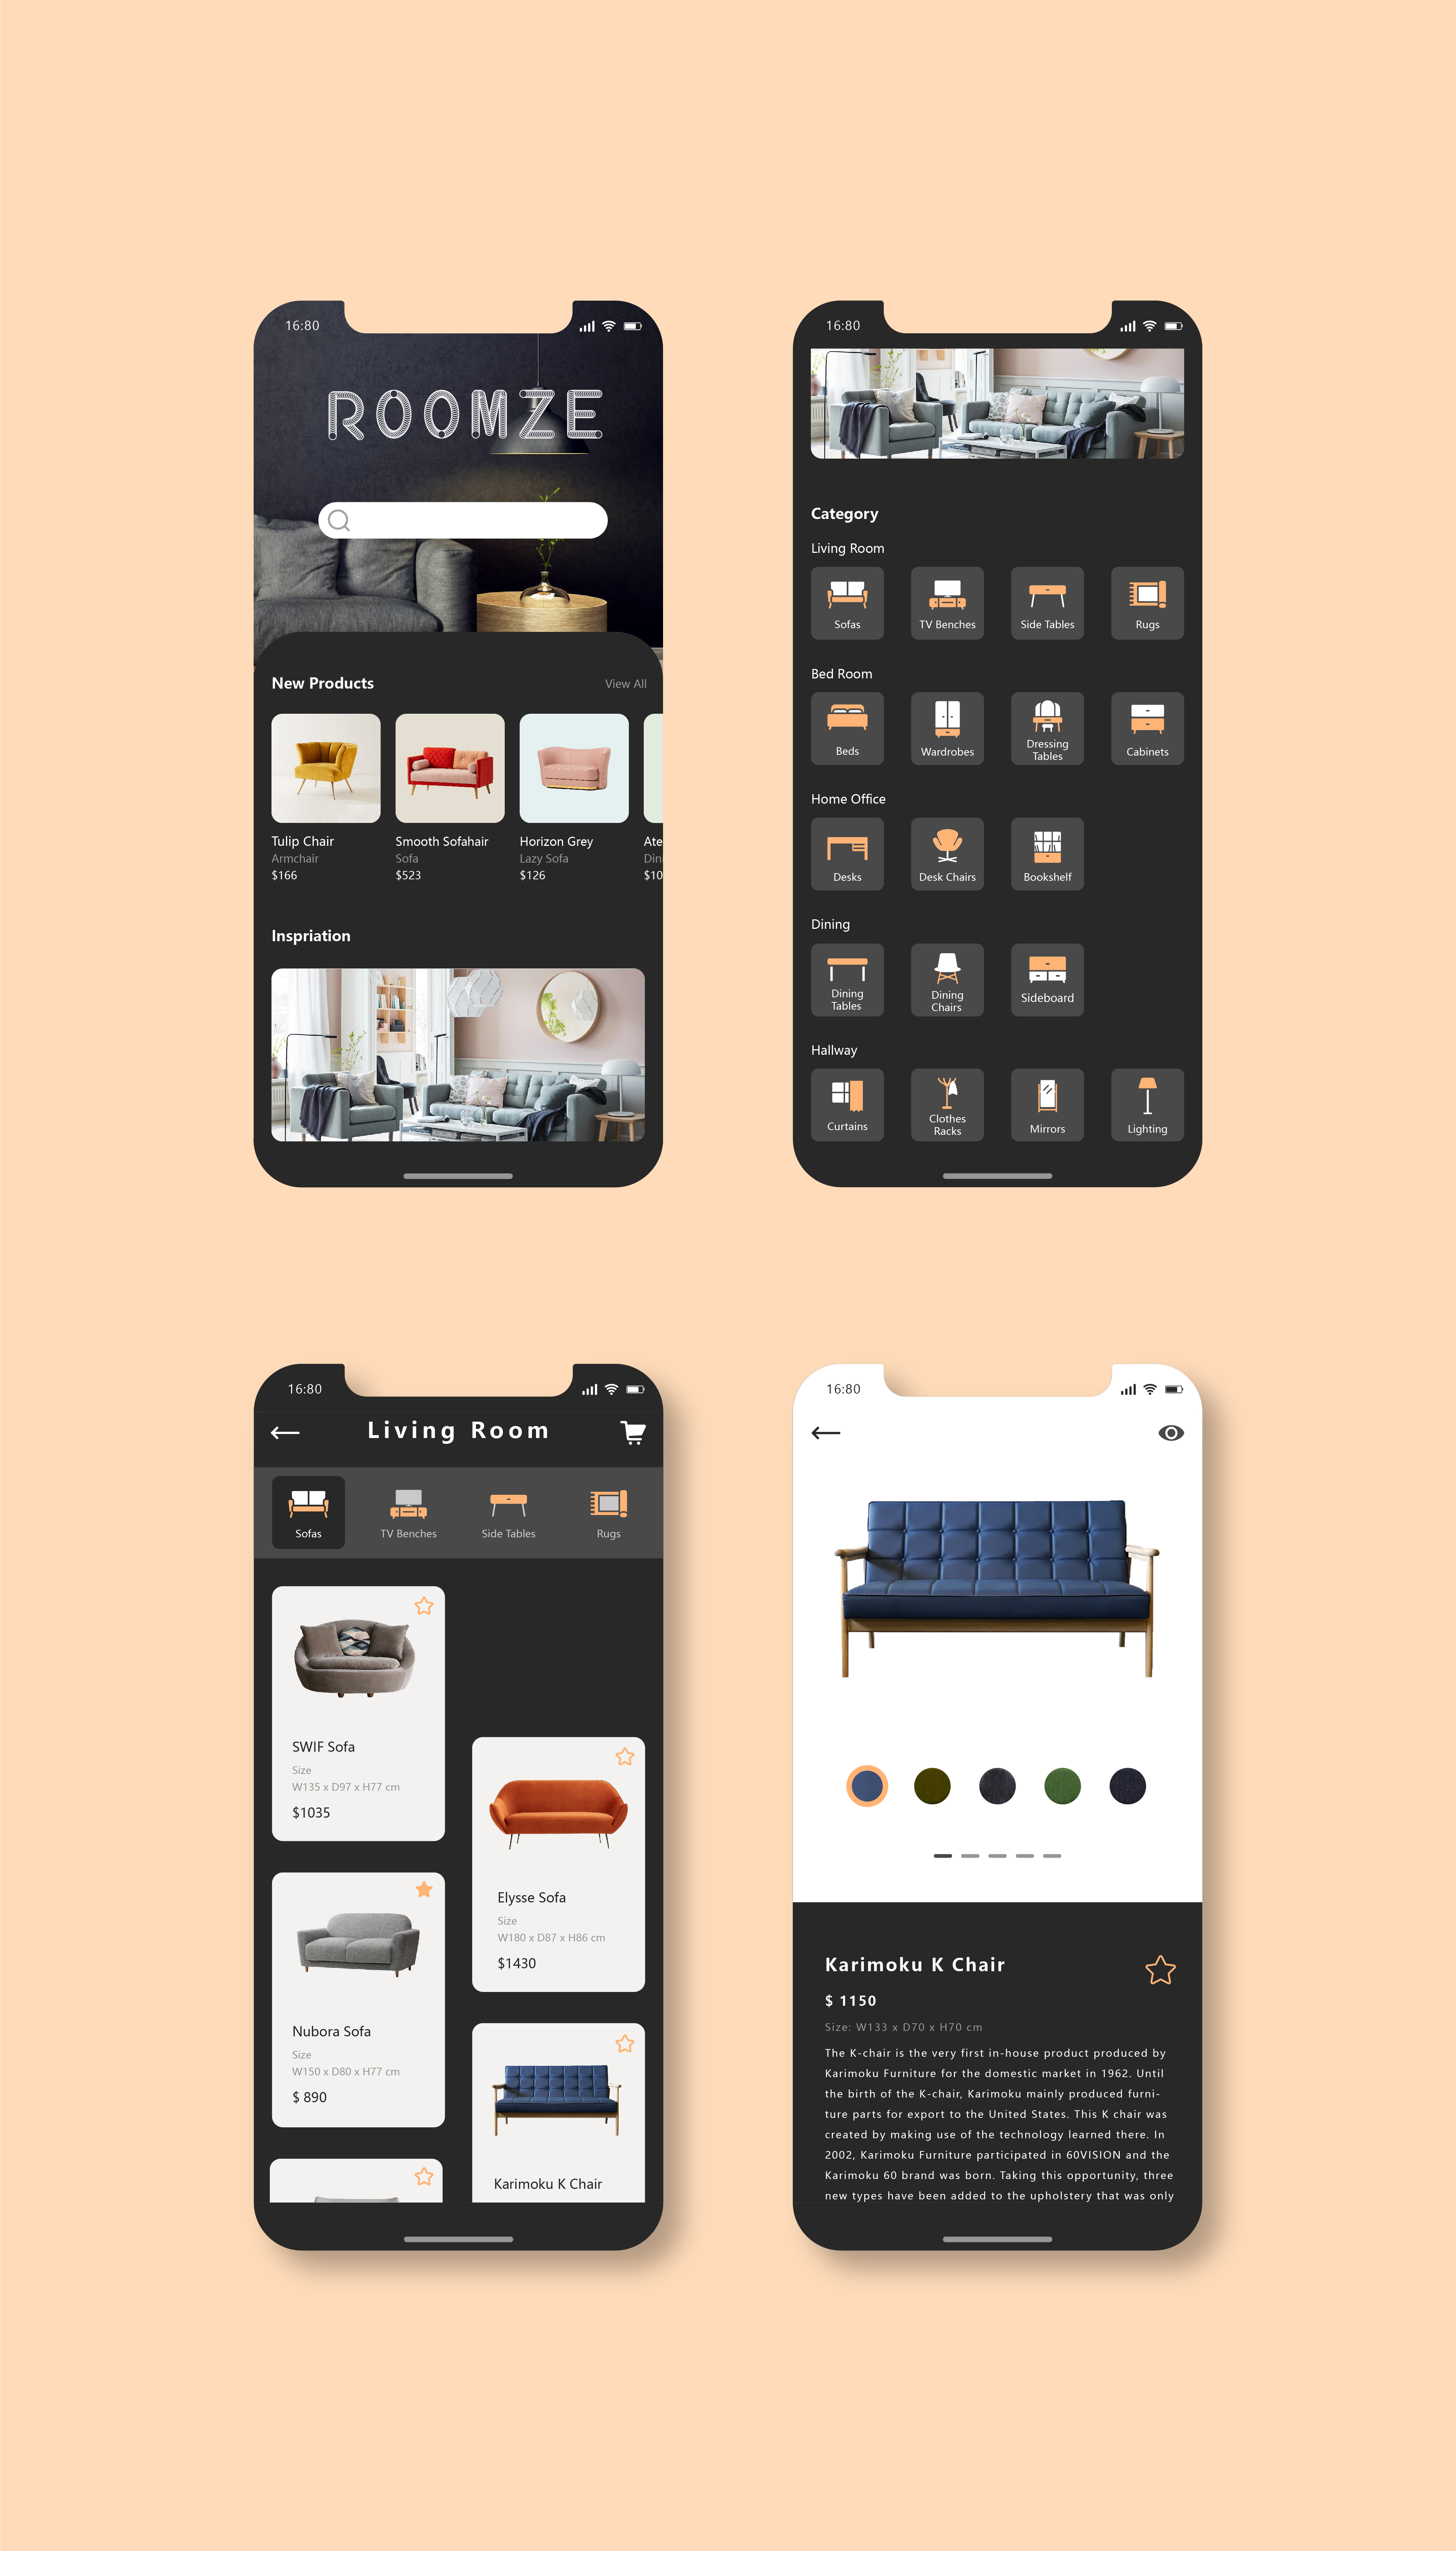 16:80
ROOMZE
New Products
View All
Tulip Chair
Armchair
$166
Smooth Sofahair
Sofa
$523
Horizon Grey
Lazy Sofa
$126
Ate
Din
$10
Inspriation
16:80
Category
Living Room
Sofas
TV Benches
Side Tables
Rugs
Bed Room
Beds
Wardrobes
Dressing
Tables
Cabinets
Home Office
Desks
Desk Chairs
Bookshelf
Dining
Dining
Tables
Dining
Chairs
Sideboard
Hallway
Curtains
Clothes
Racks
Mirrors
Lighting
16:80
Living Room
Sofas
TV Benches
Side Tables
Rugs
SWIF Sofa
Size
W135 x D97 x H77 cm
$1035
Elysse Sofa
Size
W180 x D87 x H86 cm
$1430
Nubora Sofa
Size
W150 x D80 x H77 cm
$ 890
Karimoku K Chair
16:80
Karimoku K Chair
$ 1150
Size: W133 x D70 x H70 cm
The K-chair is the very first in-house product produced by
Karimoku Furniture for the domestic market in 1962. Until
the birth of the K-chair, Karimoku mainly produced furni-
ture parts for export to the United States. This K chair was
created by making use of the technology learned there. In
2002, Karimoku Furniture participated in 60VISION and the
Karimoku 60 brand was born. Taking this opportunity, three
new types have been added to the upholstery that was only